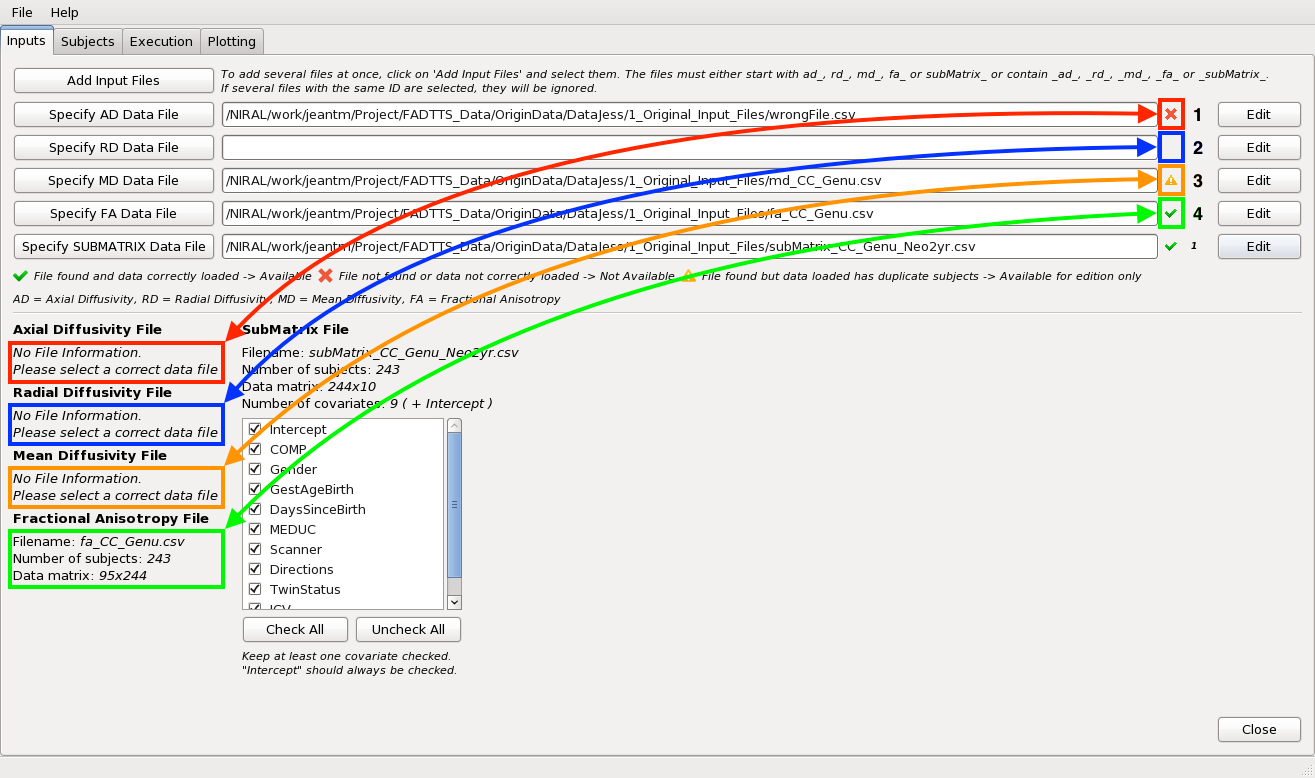 File Help
Inputs Subjects Execution Plotting
Add Input Files
To add several files at once, click on 'Add Input Files' and select them. The files must either start with ad_, rd_, md_, fa_ or subMatrix_ or contain _ad_, _rd_, _md_, _fa_ or _subMatrix_.
If several files with the same ID are selected, they will be ignored.
Specify AD Data File /NIRAL/work/jeantm/Project/FADTTS_Data/OriginData/DataJess/1_Original_Input_Files/wrongFile.csv 1 Edit
Specify RD Data File 2 Edit
Specify MD Data File /NIRAL/work/jeantm/Project/FADTTS_Data/OriginData/DataJess/1_Original_Input_Files/md_CC_Genu.csv 3 Edit
Specify FA Data File /NIRAL/work/jeantm/Project/FADTTS_Data/OriginData/DataJess/1_Original_Input_Files/fa_CC_Genu.csv 4 Edit
Specify SUBMATRIX Data File /NIRAL/work/jeantm/Project/FADTTS_Data/OriginData/DataJess/1_Original_Input_Files/subMatrix_CC_Genu_Neo2yr.csv 1 Edit
File found and data correctly loaded -> Available File not found or data not correctly loaded -> Not Available File found but data loaded has duplicate subjects -> Available for edition only
AD = Axial Diffusivity, RD = Radial Diffusivity, MD = Mean Diffusivity, FA = Fractional Anisotropy
Axial Diffusivity File
No File Information.
Please select a correct data file
Radial Diffusivity File
No File Information.
Please select a correct data file
Mean Diffusivity File
No File Information.
Please select a correct data file
Fractional Anisotropy File
Filename: fa_CC_Genu.csv
Number of subjects: 243
Data matrix: 95x244
SubMatrix File
Filename: subMatrix_CC_Genu_Neo2yr.csv
Number of subjects: 243
Data matrix: 244x10
Number of covariates: 9 ( + Intercept )
Intercept
COMP
Gender
GestAgeBirth
DaysSinceBirth
MEDUC
Scanner
Directions
TwinStatus
ICV
Check All Uncheck All
Keep at least one covariate checked.
"Intercept" should always be checked.
Close